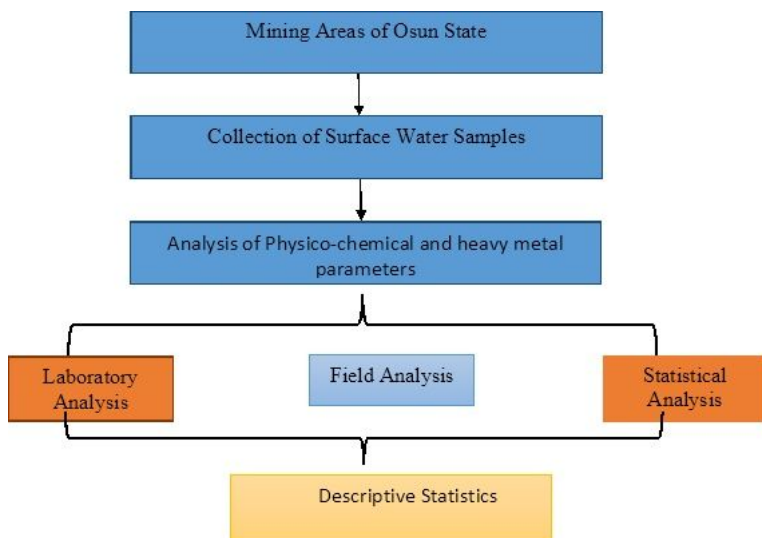 Mining Areas of Osun State
Collection of Surface Water Samples
Analysis of Physico-chemical and heavy metal
parameters
Laboratory
Analysis
Field Analysis
Statistical
Analysis
Descriptive Statistics